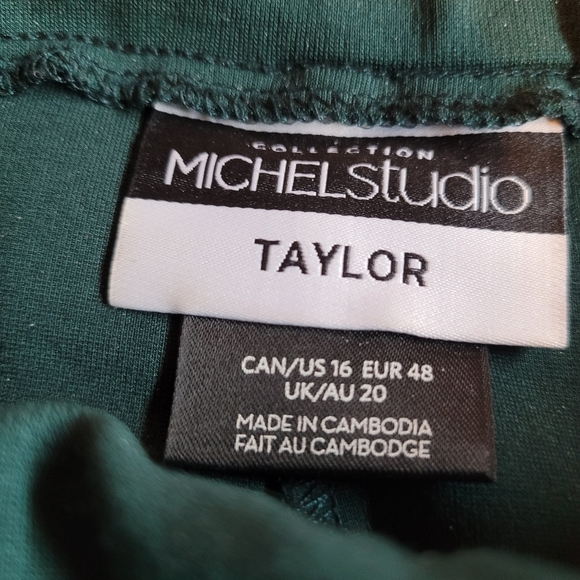 COLLECTION
MICHELStudio
TAYLOR
CAN/US 16 EUR 48
UK/AU 20
MADE IN CAMBODIA
FAIT AU CAMBODGE